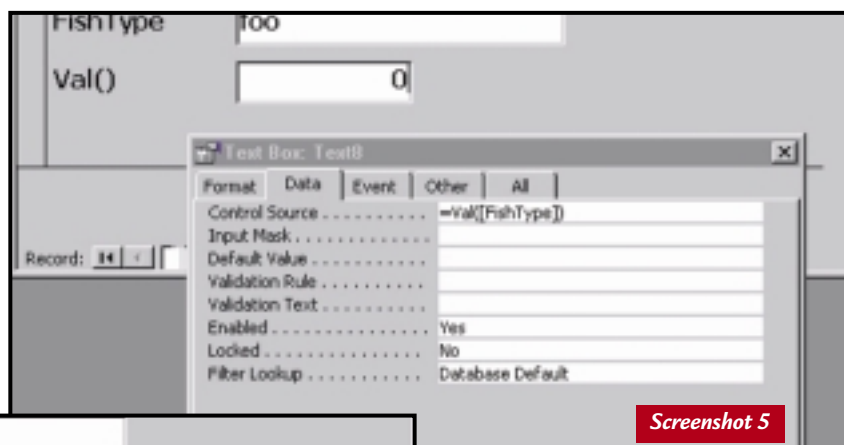 FishType foo
Val() 0
Text Box: Text8
Format Data Event Other All
Control Source . . . . . . . . . . =Val([FishType])
Input Mask . . . . . . . . . . . . .
Default Value . . . . . . . . . . .
Validation Rule . . . . . . . . . .
Validation Text . . . . . . . . . .
Record:
Enabled . . . . . . . . . . . . . . . Yes
Locked . . . . . . . . . . . . . . . No
Filter Lookup . . . . . . . . . . . Database Default
Screenshot 5